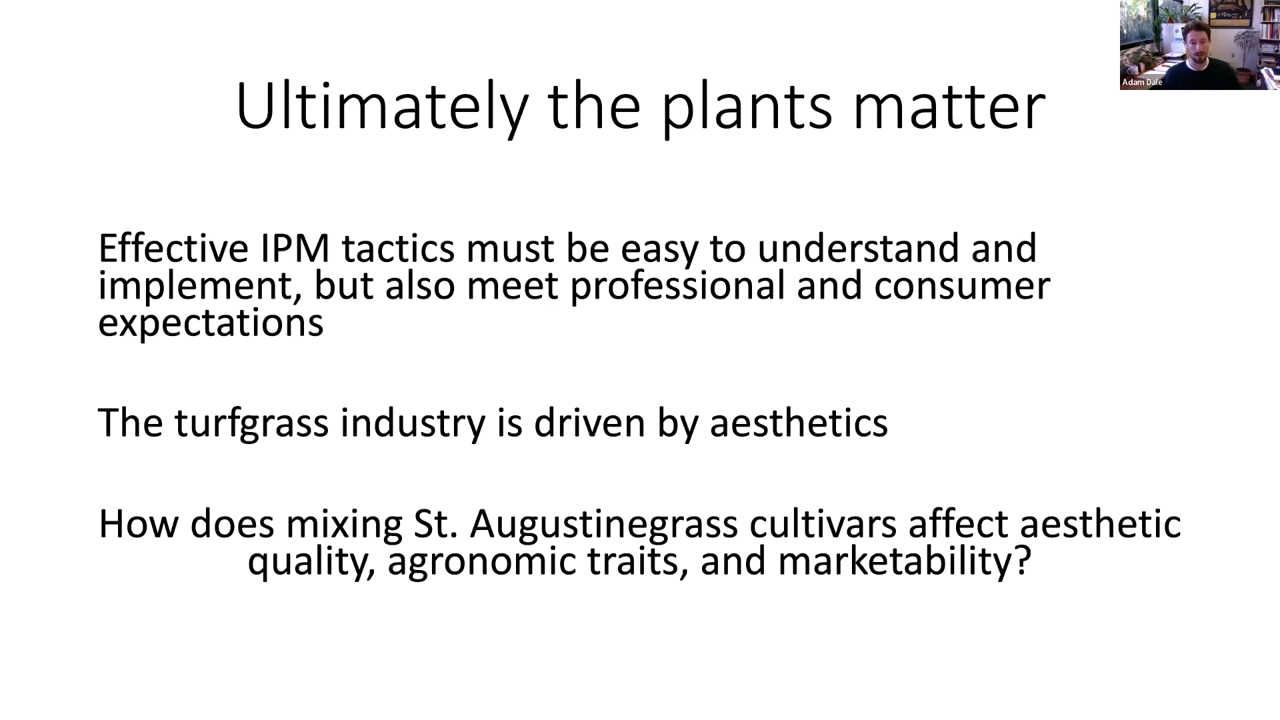 Ultimately the plants matter
Effective IPM tactics must be easy to understand and
implement, but also meet professional and consumer
expectations
The turfgrass industry is driven by aesthetics
How does mixing St. Augustinegrass cultivars affect aesthetic
quality, agronomic traits, and marketability?
Adam Dale